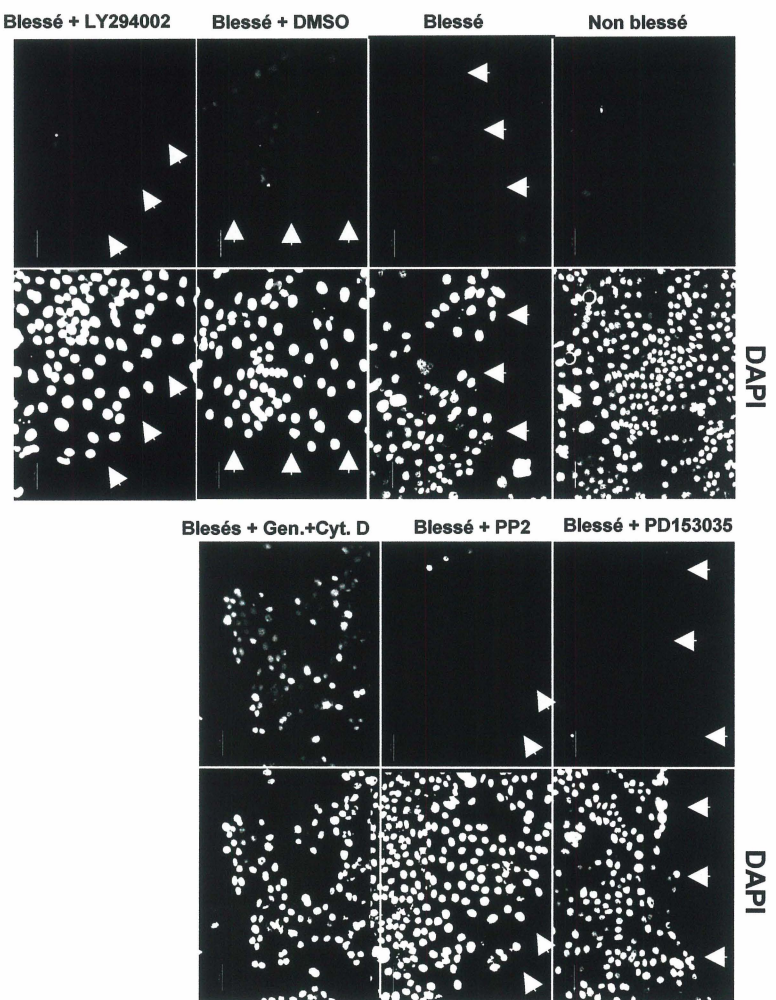 Blessé + LY294002
Blessé + DMSO
Blessé
Non blessé
DAPI
Blesés + Gen.+Cyt. D
Blessé + PP2
Blessé + PD153035
DAPI